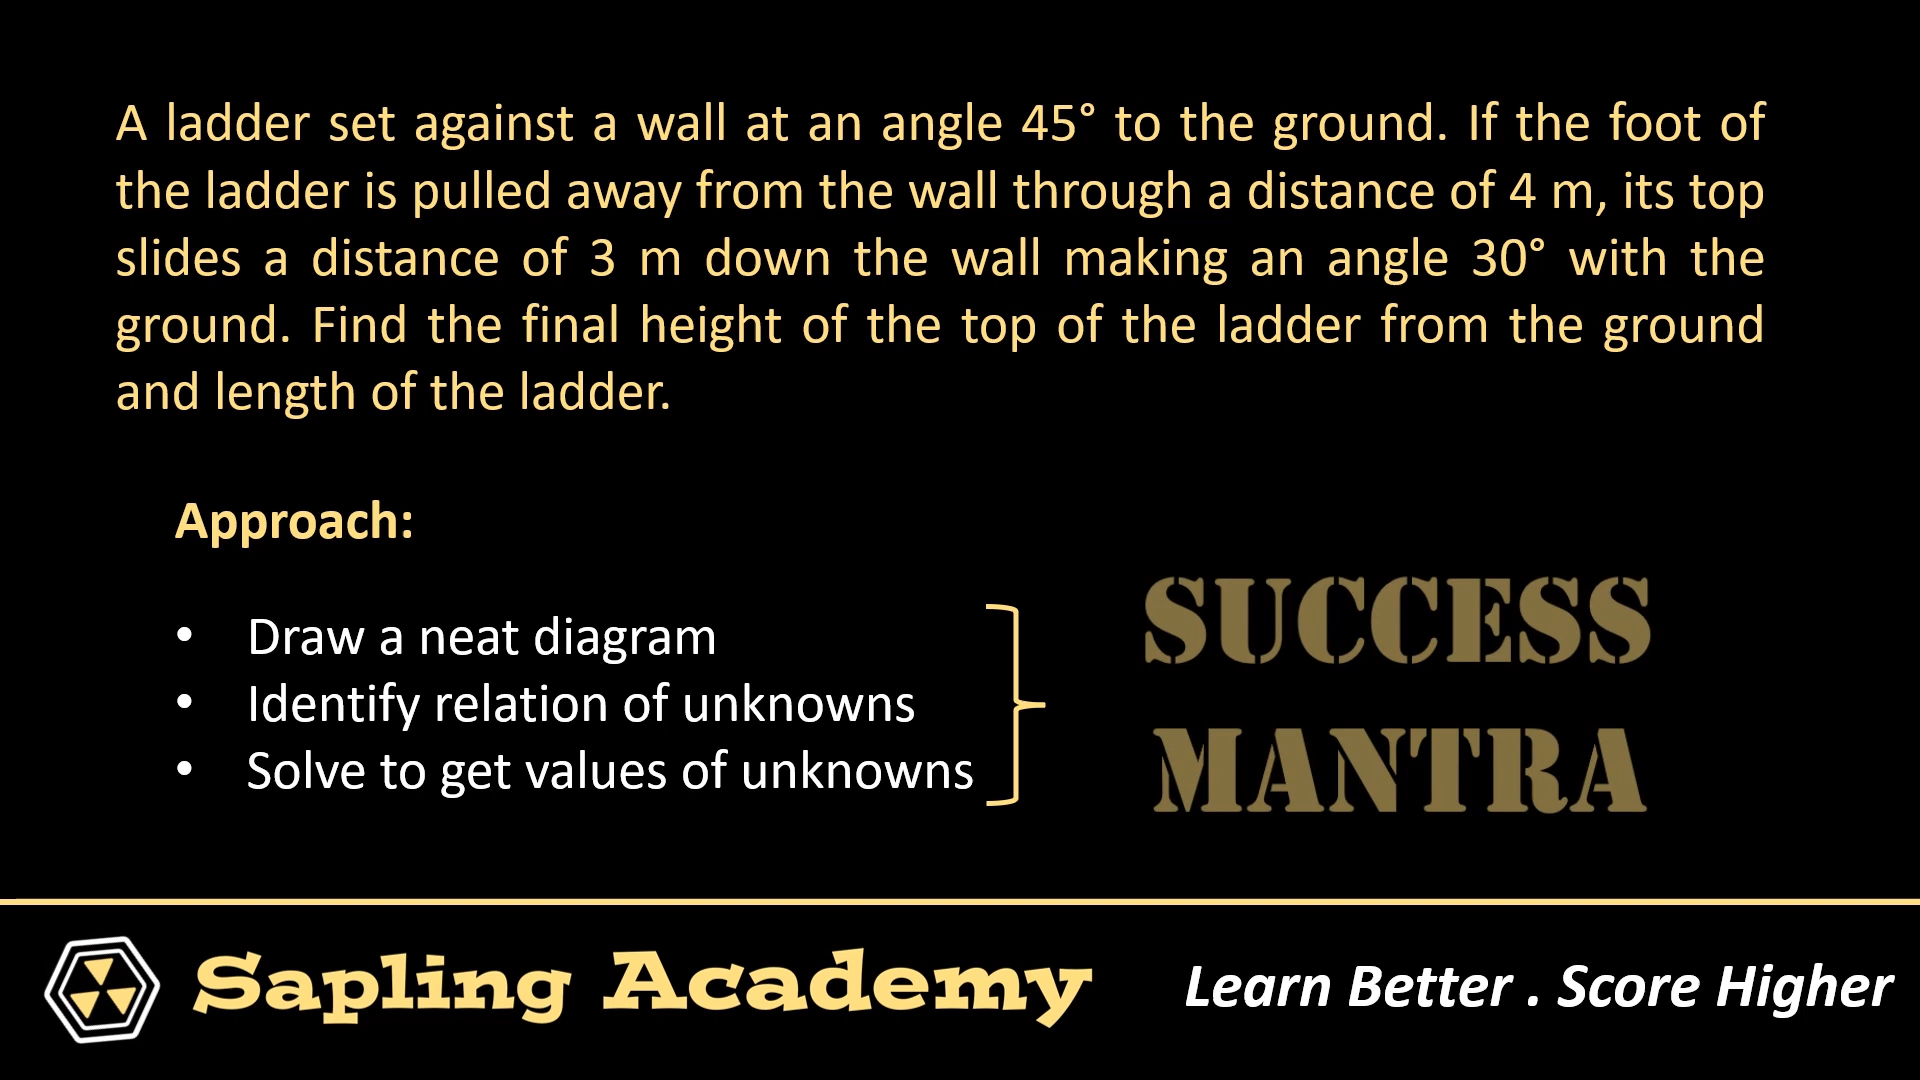 A ladder set against a wall at an angle 45° to the ground. If the foot of
the ladder is pulled away from the wall through a distance of 4 m, its top
slides a distance of 3 m down the wall making an angle 30° with the
ground. Find the final height of the top of the ladder from the ground
and length of the ladder.
Approach:
• Draw a neat diagram
• Identify relation of unknowns
• Solve to get values of unknowns
SUCCESS
MANTRA
Sapling Academy
Learn Better . Score Higher